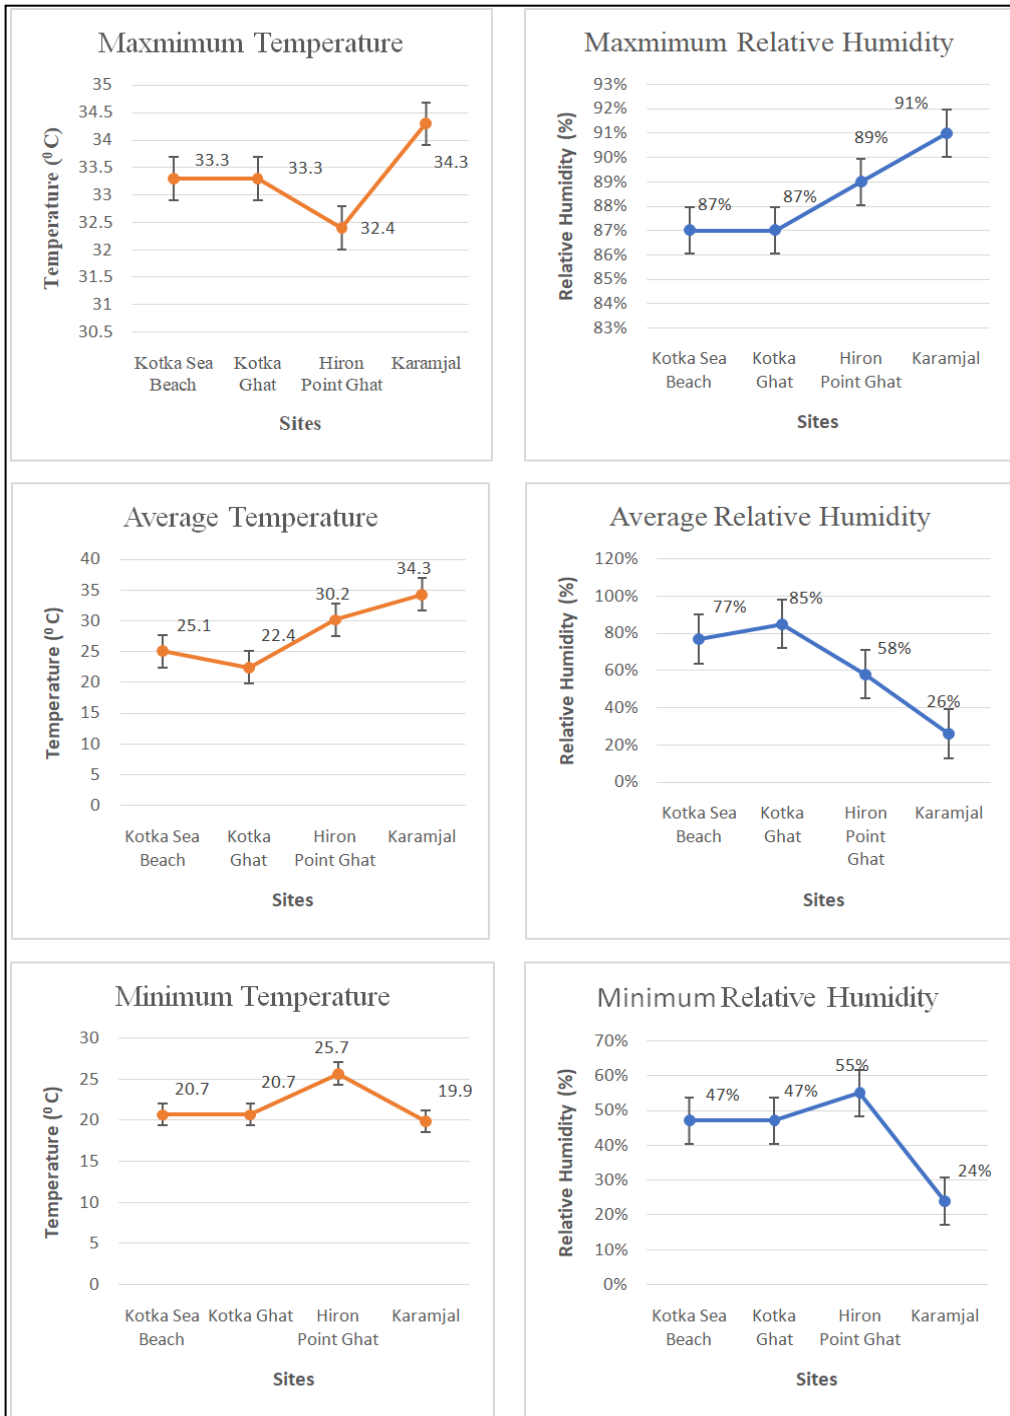 Maxmimum Temperature
Temperature (⁰C)
35
34.5
34
33.5
33
32.5
32
31.5
31
30.5
33.3
33.3
32.4
34.3
Kotka Sea
Beach
Kotka
Ghat
Hiron
Point Ghat
Karamjal
Sites
Maxmimum Relative Humidity
Relative Humidity (%)
93%
92%
91%
90%
89%
88%
87%
86%
85%
84%
83%
87%
87%
89%
91%
Kotka Sea
Beach
Kotka
Ghat
Hiron
Point Ghat
Karamjal
Sites
Average Temperature
Temperature (⁰C)
40
35
30
25
20
15
10
5
0
25.1
22.4
30.2
34.3
Kotka Sea
Beach
Kotka
Ghat
Hiron
Point Ghat
Karamjal
Sites
Average Relative Humidity
Relative Humidity (%)
120%
100%
80%
60%
40%
20%
0%
77%
85%
58%
26%
Kotka Sea
Beach
Kotka
Ghat
Hiron
Point
Ghat
Karamjal
Sites
Minimum Temperature
Temperature (⁰C)
30
25
20
15
10
5
0
20.7
20.7
25.7
19.9
Kotka Sea
Beach
Kotka Ghat
Hiron
Point Ghat
Karamjal
Sites
Minimum Relative Humidity
Relative Humidity (%)
70%
60%
50%
40%
30%
20%
10%
0%
47%
47%
55%
24%
Kotka Sea
Beach
Kotka
Ghat
Hiron
Point Ghat
Karamjal
Sites